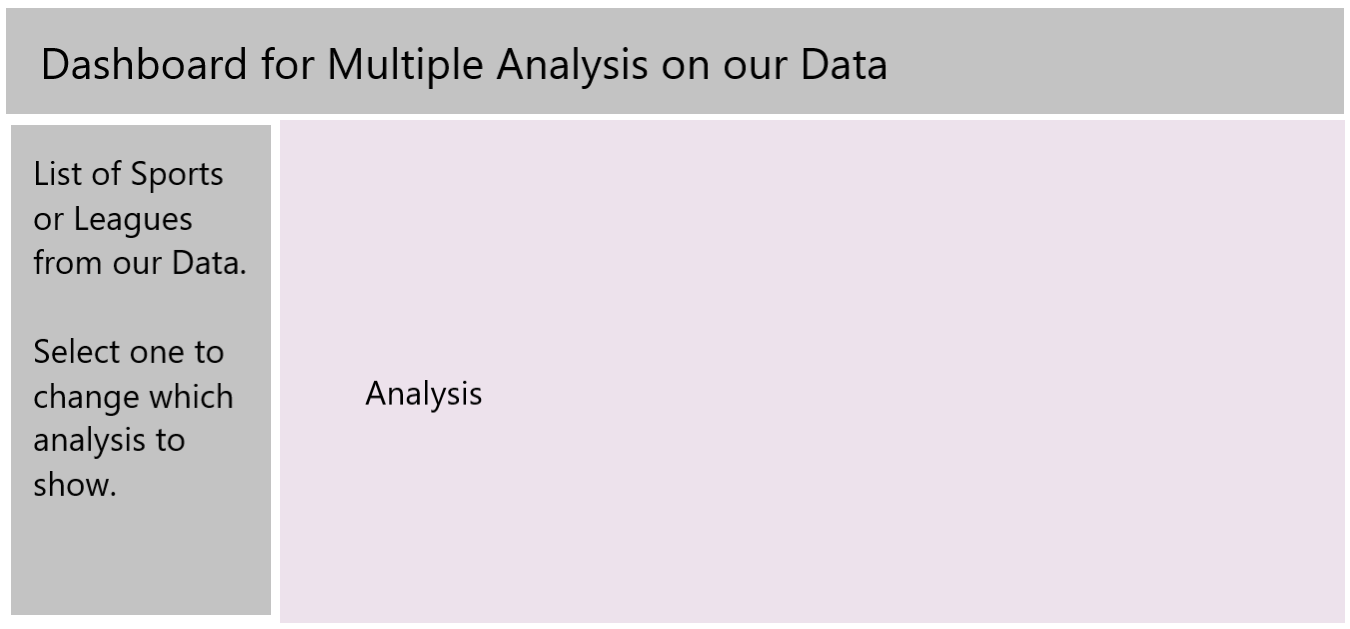 Dashboard for Multiple Analysis on our Data
List of Sports
or Leagues
from our Data.
Select one to
change which
analysis to
show.
Analysis